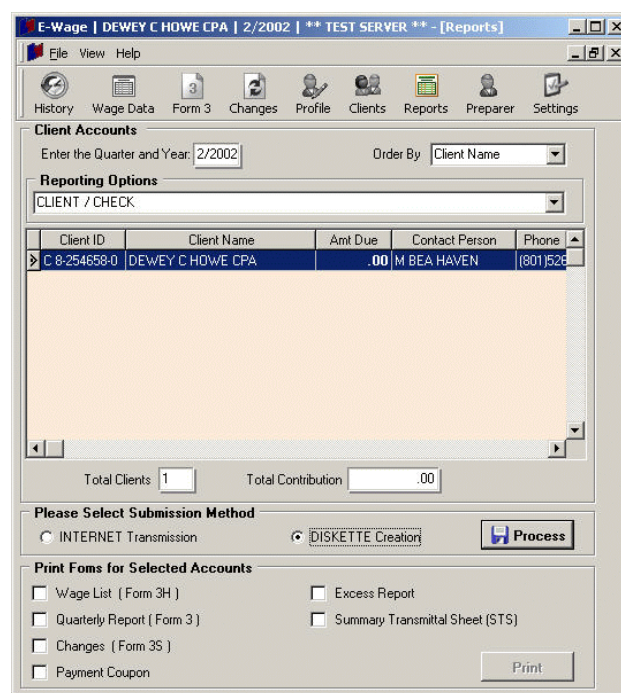 E-Wage | DEWEY C HOWE CPA | 2/2002 | ** TEST SERVER ** - [Reports]
File View Help
3
History Wage Data Form 3 Changes Profile Clients Reports Preparer Settings
Client Accounts
Enter the Quarter and Year: 2/2002 Order By Client Name
Reporting Options
CLIENT / CHECK
Client ID Client Name Amt Due Contact Person Phone
C 8-254658-0 DEWEY C HOWE CPA .00 M BEA HAVEN (801)526
Total Clients 1 Total Contribution .00
Please Select Submission Method
INTERNET Transmission DISKETTE Creation Process
Print Foms for Selected Accounts
Wage List ( Form 3H ) Excess Report
Quarterly Report ( Form 3 ) Summary Transmittal Sheet (STS)
Changes ( Form 3S )
Payment Coupon Print